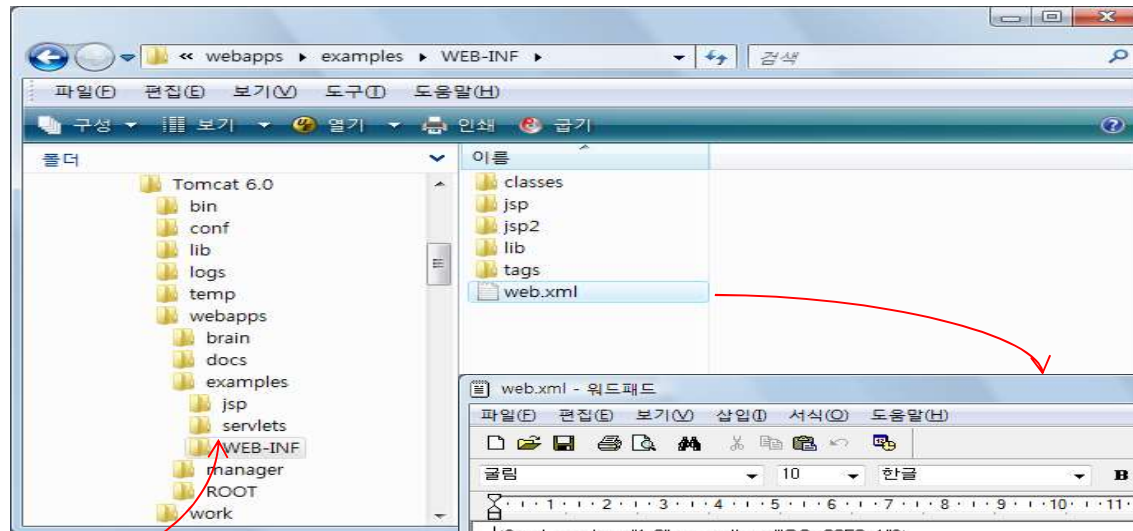 « webapps ▸ examples ▸ WEB-INF ▸
검색
파일(F) 편집(E) 보기(V) 도구(T) 도움말(H)
구성 보기 열기 인쇄 굽기
폴더
Tomcat 6.0
bin
conf
lib
logs
temp
webapps
brain
docs
examples
jsp
servlets
WEB-INF
manager
ROOT
work
이름
classes
jsp
jsp2
lib
tags
web.xml
web.xml - 워드패드
파일(F) 편집(E) 보기(V) 삽입(I) 서식(O) 도움말(H)
굴림 10 한글 B
1 2 3 4 5 6 7 8 9 10 11